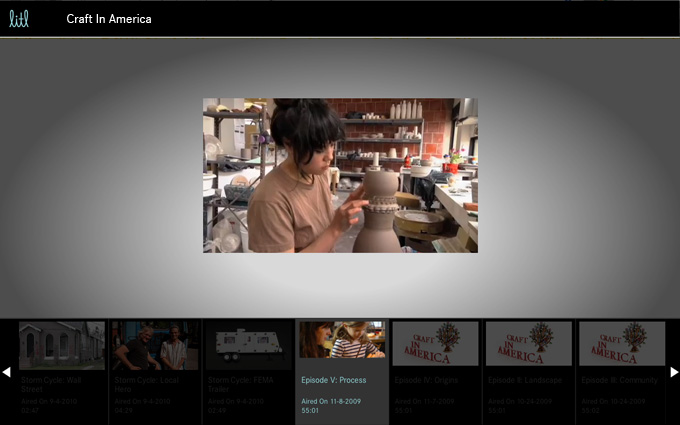 litl
Craft In America
Storm Cycle: Wall
Street
Aired On 9-4-2010
02:47
Storm Cycle: Local
Hero
Aired On 9-4-2010
04:29
Storm Cycle: FEMA
Trailer
Aired On 9-4-2010
02:49
Episode V: Process
Aired On 11-8-2009
55:01
CRAFT
IN
AMERICA
Episode IV: Origins
Aired On 11-7-2009
55:01
CRAFT
IN
AMERICA
Episode II: Landscape
Aired On 10-24-2009
55:01
CRAFT
IN
AMERICA
Episode III: Community
Aired On 10-24-2009